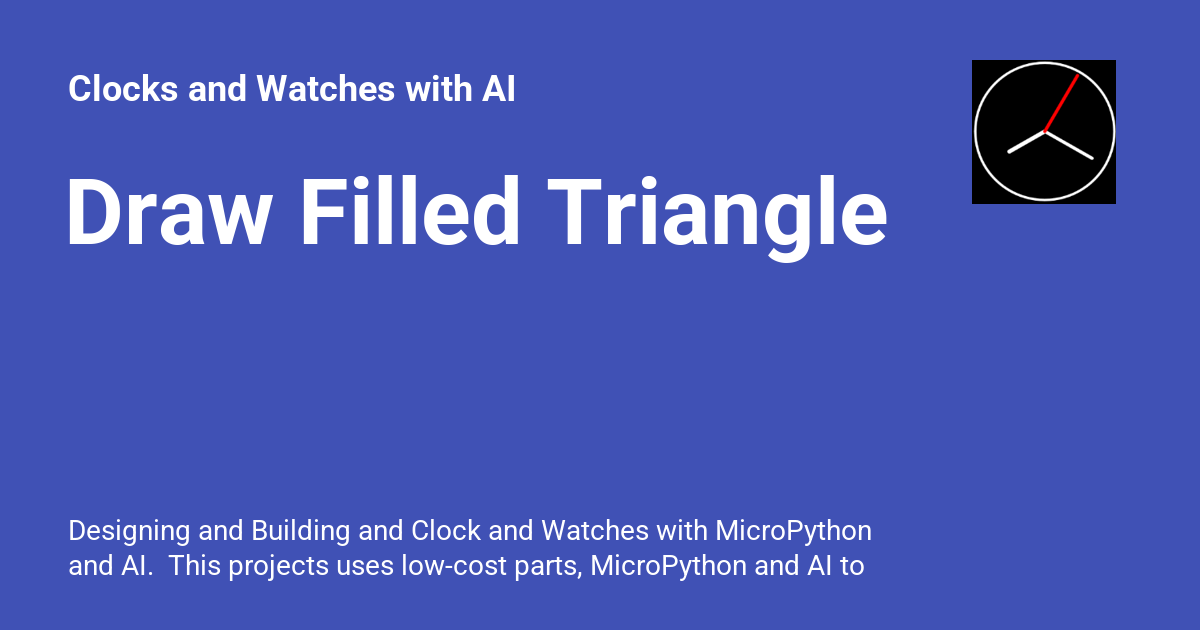 Clocks and Watches with AI
Draw Filled Triangle
Designing and Building and Clock and Watches with MicroPython
and AI.  This projects uses low-cost parts, MicroPython and AI to